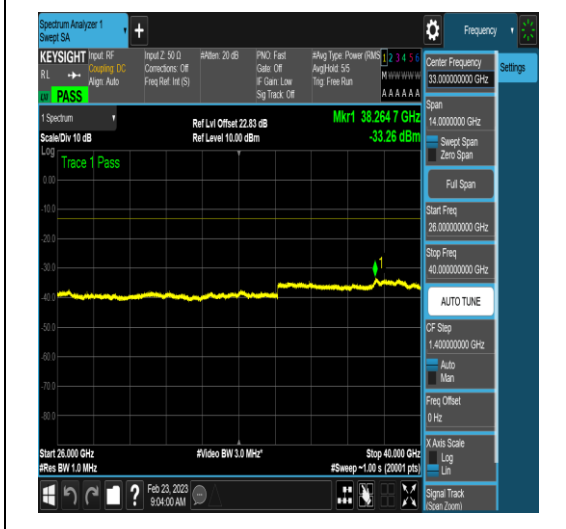 Spectrum Analyzer 1
Swept SA
Frequency
KEYSIGHT
Input: RF
Coupling: DC
Align: Auto
Input Z: 50 Ω
Corrections: Off
Freq Ref: Int (S)
#Atten: 20 dB
PNO: Fast
Gate: Off
IF Gain: Low
Sig Track: Off
#Avg Type: Power (RMS
Avg|Hold: 5/5
Trig: Free Run
1 2 3 4 5 6
M W W W W W
A A A A A A
RL
PASS
1 Spectrum
Scale/Div 10 dB
Ref Lvl Offset 22.83 dB
Ref Level 10.00 dBm
Mkr1 38.264 7 GHz
-33.26 dBm
Log
Trace 1 Pass
0.00
-10.0
-20.0
-30.0
-40.0
-50.0
-60.0
-70.0
-80.0
1
Start 26.000 GHz
#Res BW 1.0 MHz
#Video BW 3.0 MHz*
Stop 40.000 GHz
#Sweep ~1.00 s (20001 pts)
Feb 23, 2023
9:04:00 AM
Center Frequency
33.000000000 GHz
Settings
Span
14.0000000 GHz
Swept Span
Zero Span
Full Span
Start Freq
26.000000000 GHz
Stop Freq
40.000000000 GHz
AUTO TUNE
CF Step
1.400000000 GHz
Auto
Man
Freq Offset
0 Hz
X Axis Scale
Log
Lin
Signal Track
(Span Zoom)